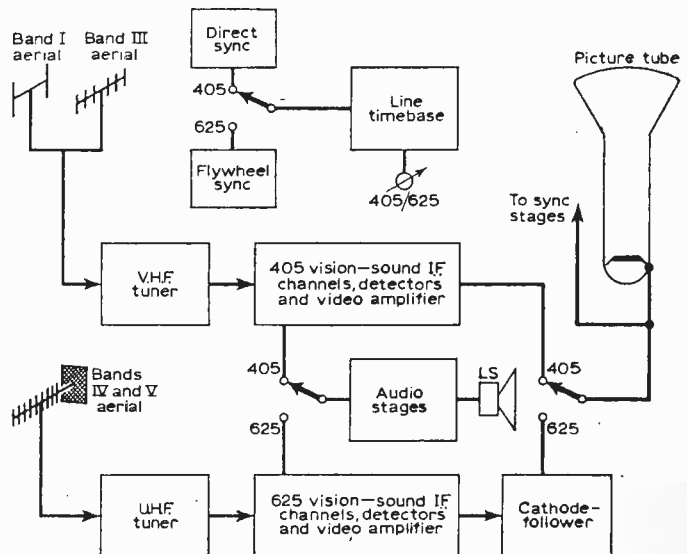 Band I
aerial
Band III
aerial
Direct
sync
405
625
Flywheel
sync
Line
timebase
405/625
Picture tube
To sync
stages
V.H.F.
tuner
405 vision—sound IF
channels, detectors
and video amplifier
405
625
Audio
stages
LS
405
625
Bands
IV and V
aerial
U.H.F.
tuner
625 vision—sound IF
channels, detectors
and video amplifier
Cathode-
follower